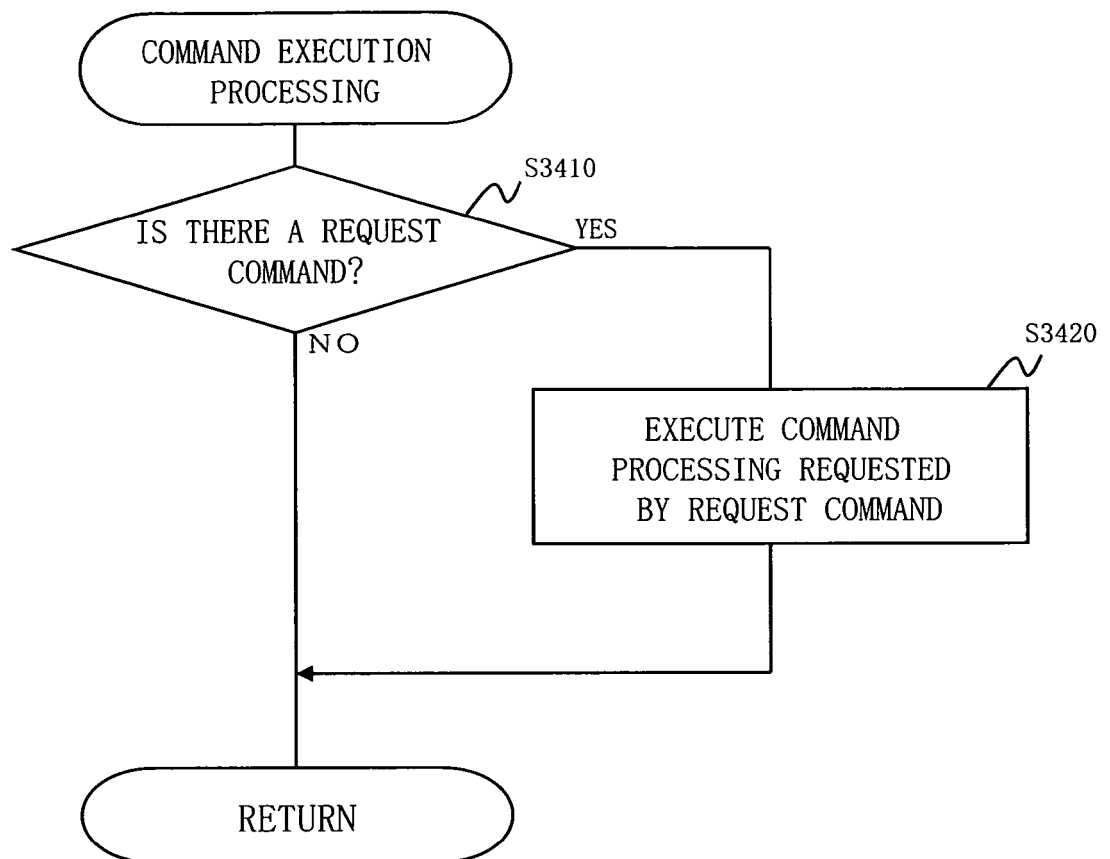 COMMAND EXECUTION
PROCESSING
S3410
IS THERE A REQUEST
COMMAND?
YES
NO
S3420
EXECUTE COMMAND
PROCESSING REQUESTED
BY REQUEST COMMAND
RETURN